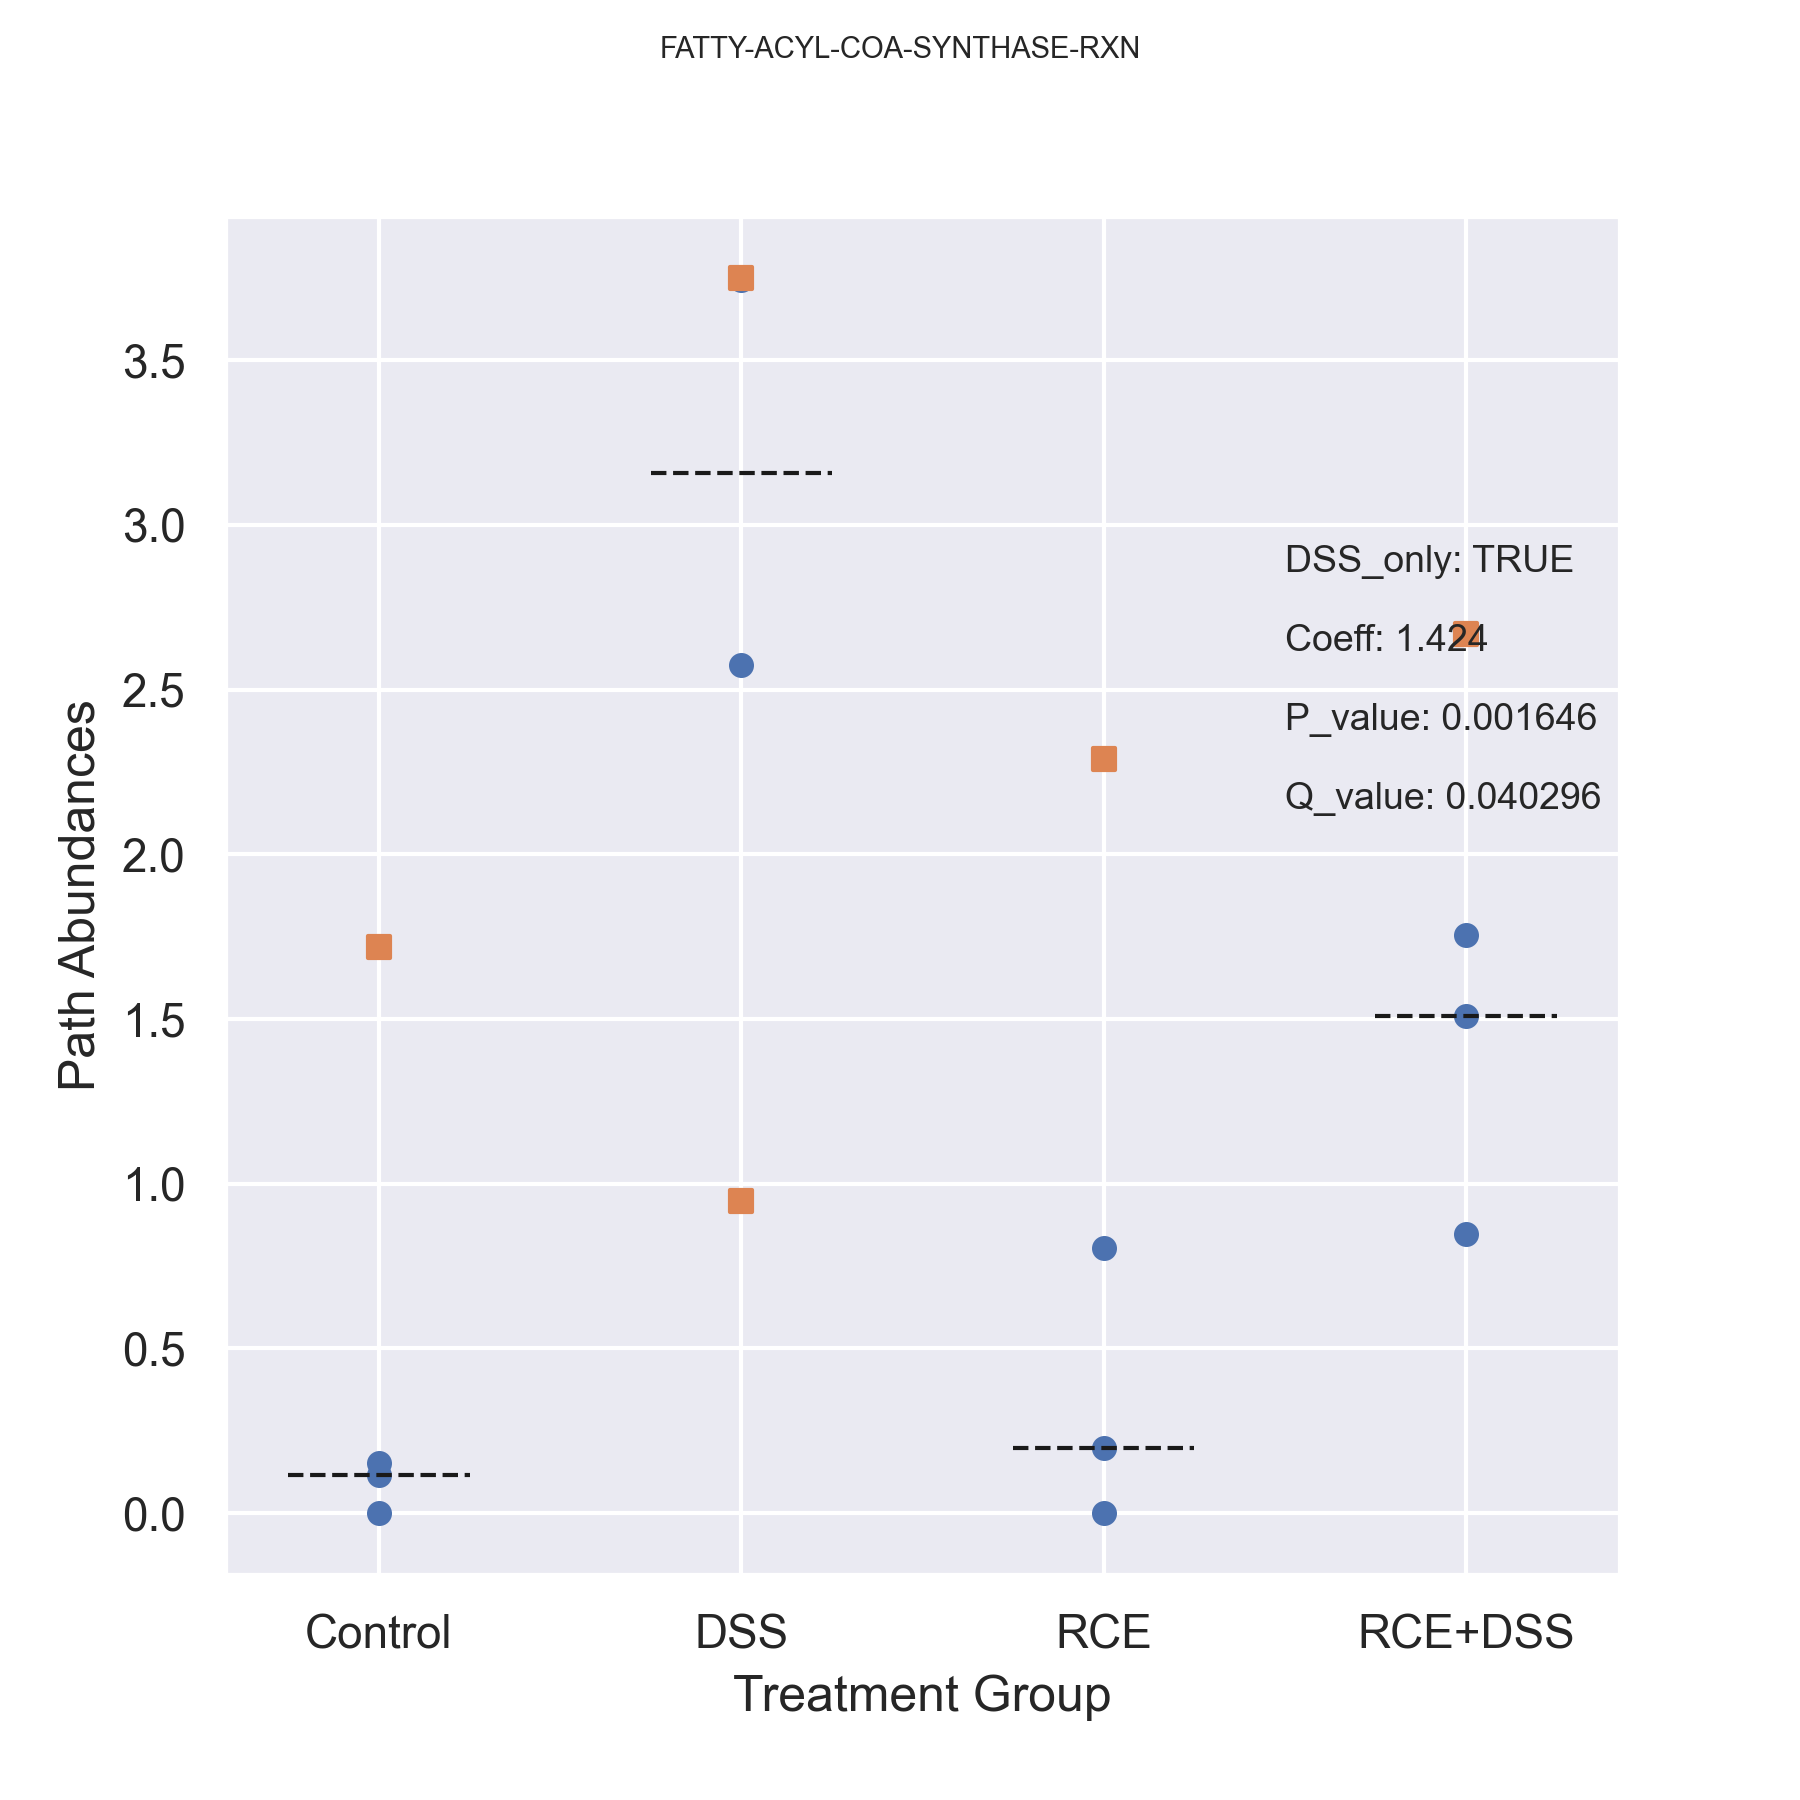 FATTY-ACYL-COA-SYNTHASE-RXN
3.5
3.0
DSS_only: TRUE
Coeff: 1.424
2.5
P_value: 0.001646
Q_value: 0.040296
2.0
1.5
1.0
0.5
0.0
Path Abundances
Control DSS RCE RCE+DSS
Treatment Group